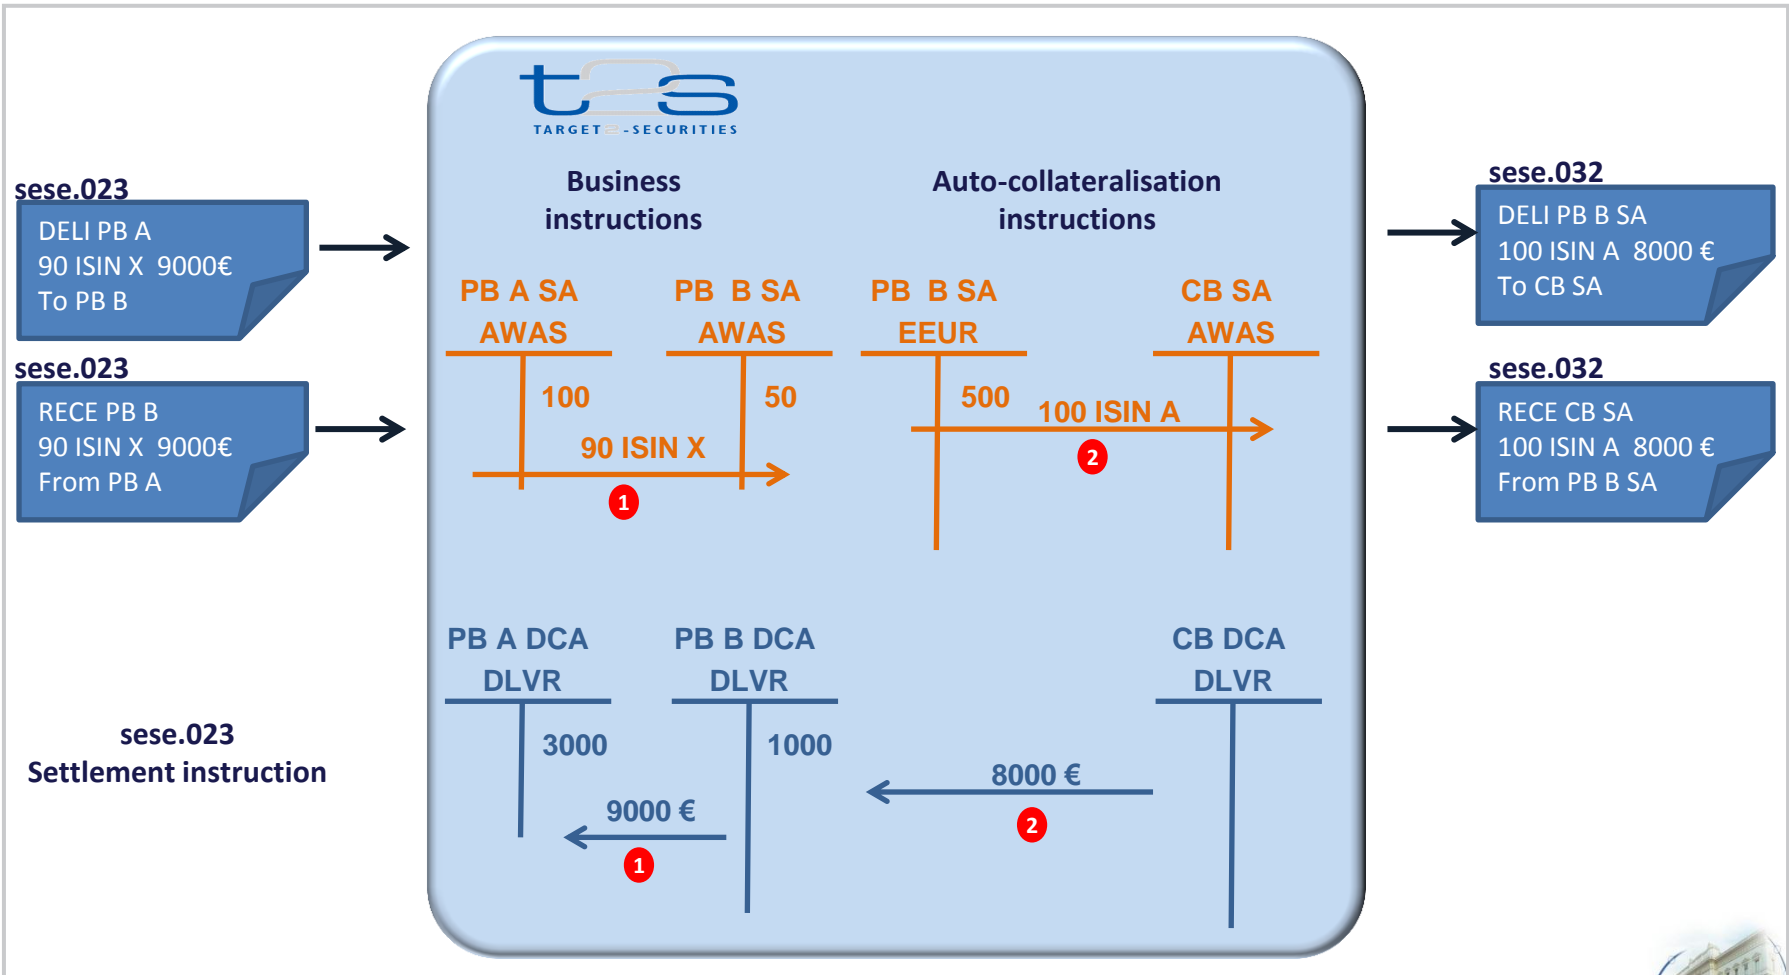 t2s
TARGET2-SECURITIES
Business
instructions
Auto-collateralisation
instructions
sese.023
DELI PB A
90 ISIN X 9000€
To PB B
sese.023
RECE PB B
90 ISIN X 9000€
From PB A
PB A SA
AWAS
100
PB B SA
AWAS
50
90 ISIN X
1
PB B SA
EEUR
500
CB SA
AWAS
100 ISIN A
2
sese.032
DELI PB B SA
100 ISIN A 8000 €
To CB SA
sese.032
RECE CB SA
100 ISIN A 8000 €
From PB B SA
PB A DCA
DLVR
3000
PB B DCA
DLVR
1000
9000 €
1
CB DCA
DLVR
8000 €
2
sese.023
Settlement instruction